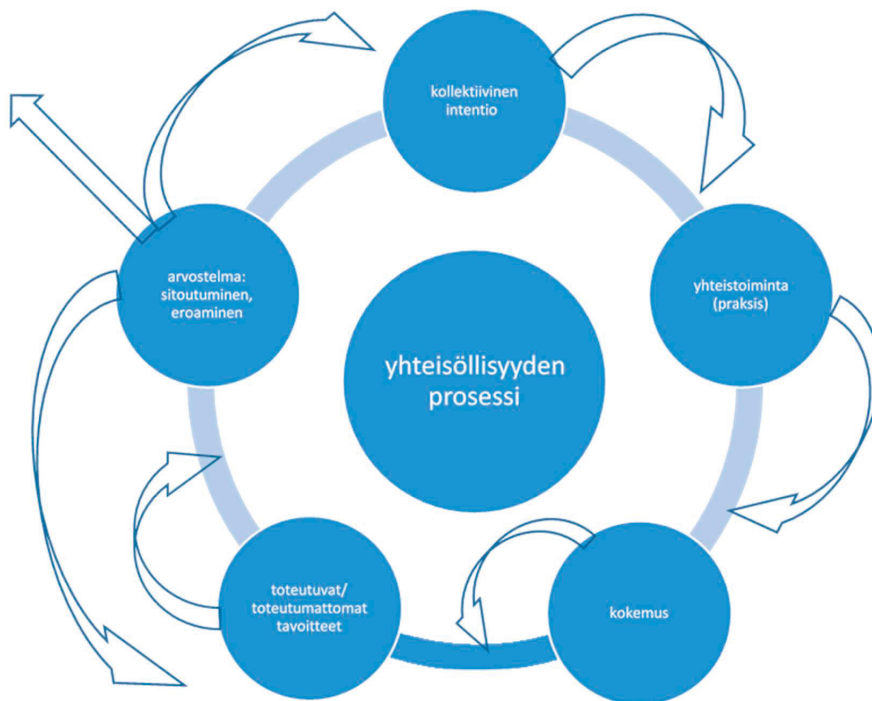 kollektiivinen
intentio
yhteistoiminta
(praksis)
kokemus
toteutuvat/
toteutumattomat
tavoitteet
arvostelma:
sitoutuminen,
eroaminen
yhteisöllisyyden
prosessi